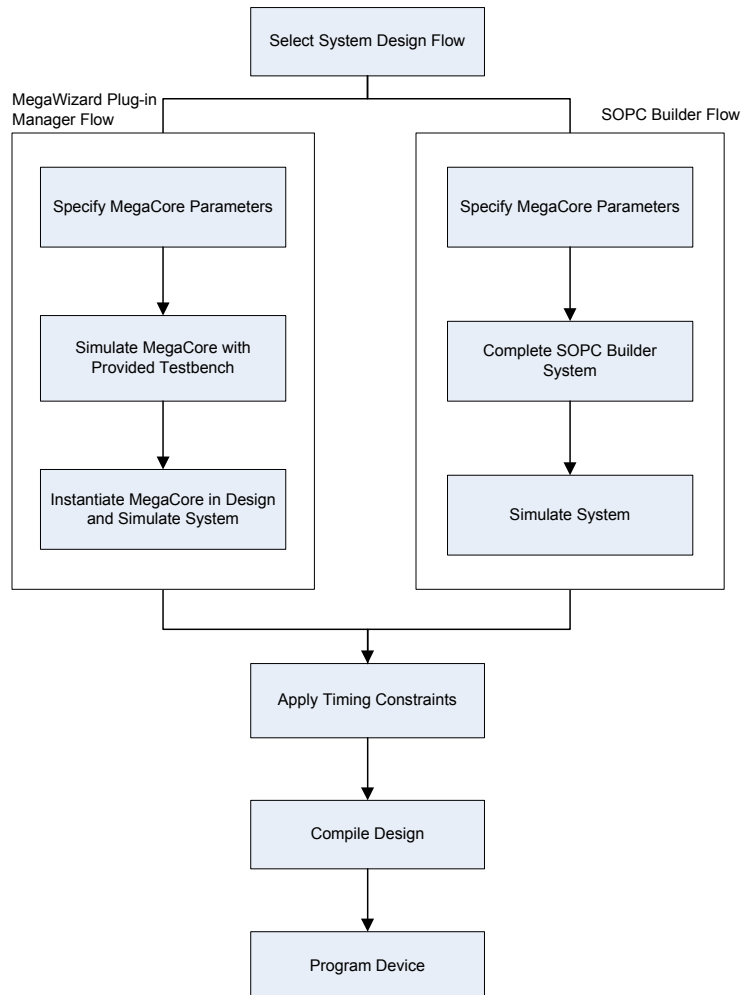 Select System Design Flow
MegaWizard Plug-in
Manager Flow
Specify MegaCore Parameters
Simulate MegaCore with
Provided Testbench
Instantiate MegaCore in Design
and Simulate System
SOPC Builder Flow
Specify MegaCore Parameters
Complete SOPC Builder
System
Simulate System
Apply Timing Constraints
Compile Design
Program Device